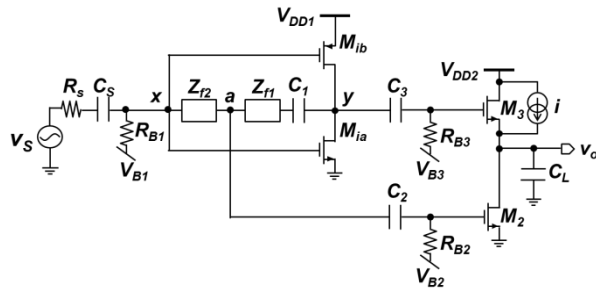 V_DD1
M_ib
R_s
C_S
x
Z_f2
a
Z_f1
C_1
y
C_3
V_DD2
M_3
i
v_S
R_B1
V_B1
M_ia
R_B3
V_B3
v_o
C_L
C_2
M_2
R_B2
V_B2